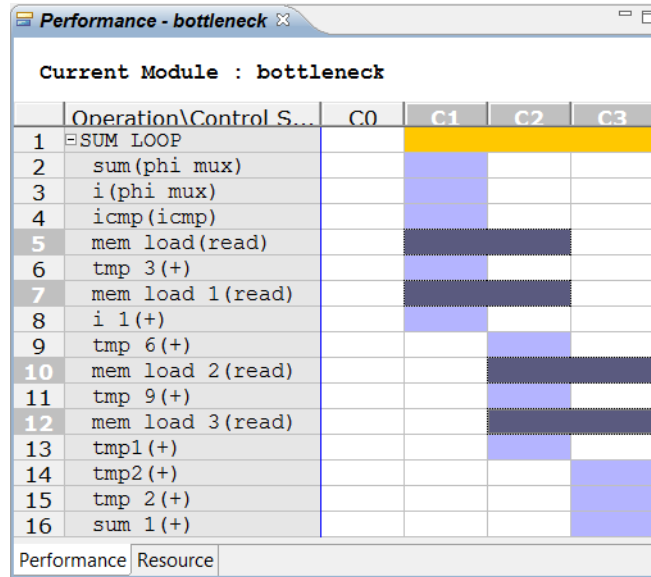 Performance - bottleneck
Current Module : bottleneck
Operation\Control S... C0 C1 C2 C3
1 SUM LOOP
2 sum(phi mux)
3 i(phi mux)
4 icmp(icmp)
5 mem load(read)
6 tmp 3(+)
7 mem load 1(read)
8 i 1(+)
9 tmp 6(+)
10 mem load 2(read)
11 tmp 9(+)
12 mem load 3(read)
13 tmp1(+)
14 tmp2(+)
15 tmp 2(+)
16 sum 1(+)
Performance Resource